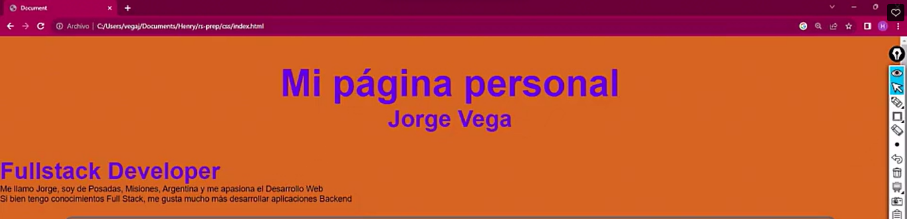 Document
Archivo | C:/Users/vegaj/Documents/Henry/rs-prep/css/index.html
H
Mi página personal
Jorge Vega
Fullstack Developer
Me llamo Jorge, soy de Posadas, Misiones, Argentina y me apasiona el Desarrollo Web
Si bien tengo conocimientos Full Stack, me gusta mucho más desarrollar aplicaciones Backend